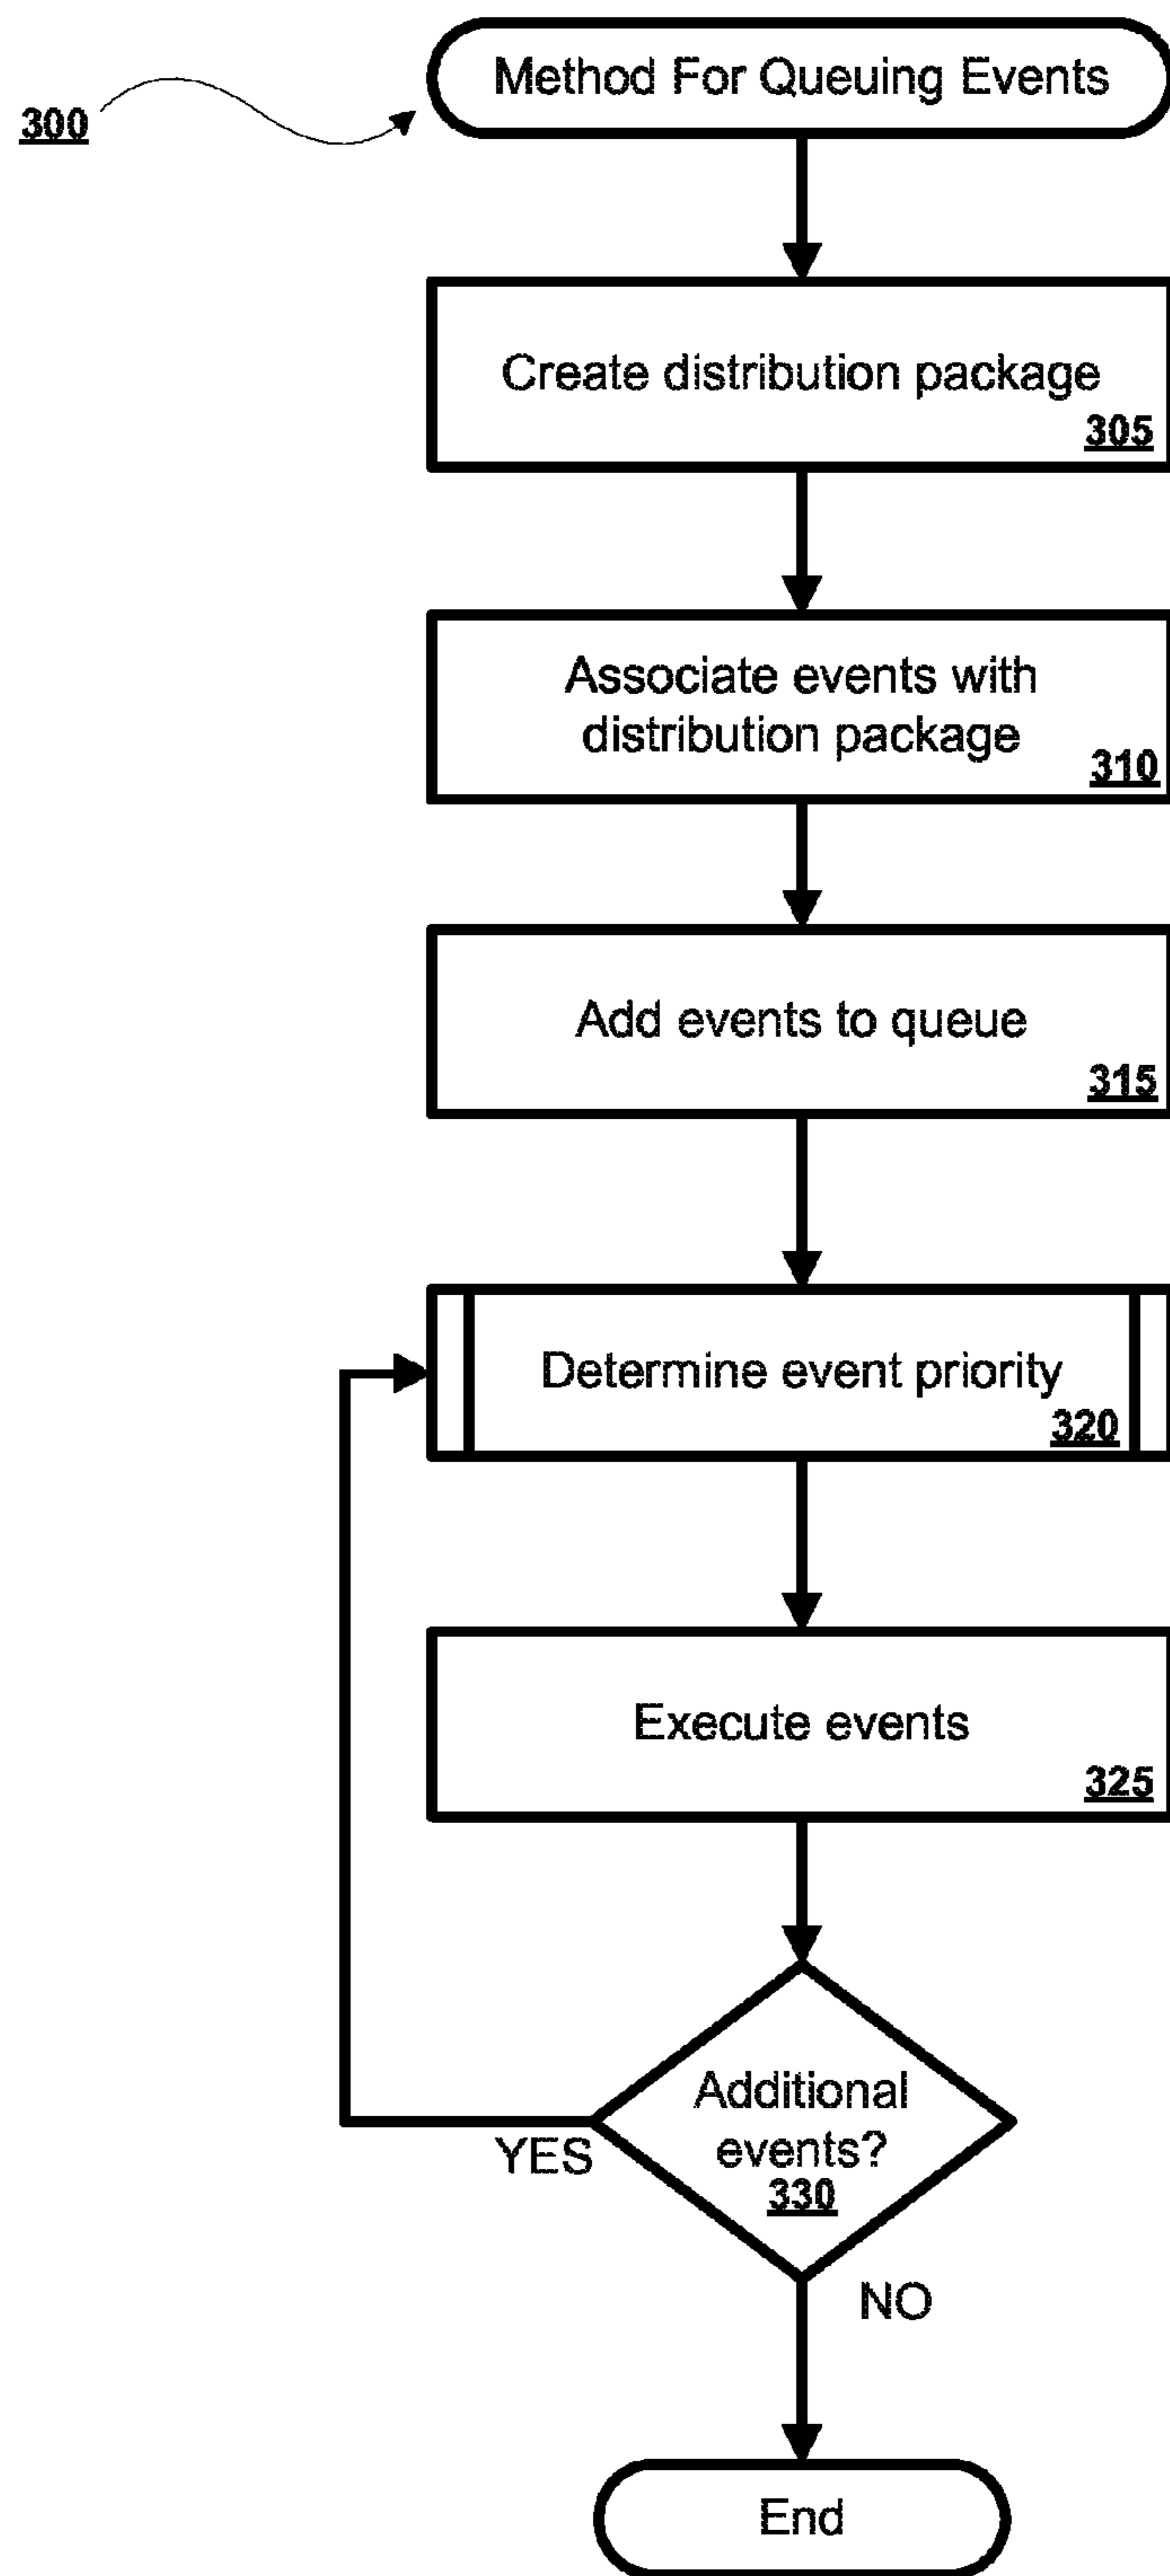 Method For Queuing Events
300
Create distribution package
305
Associate events with
distribution package
310
Add events to queue
315
Determine event priority
320
Execute events
325
Additional
events?
330
YES
NO
End